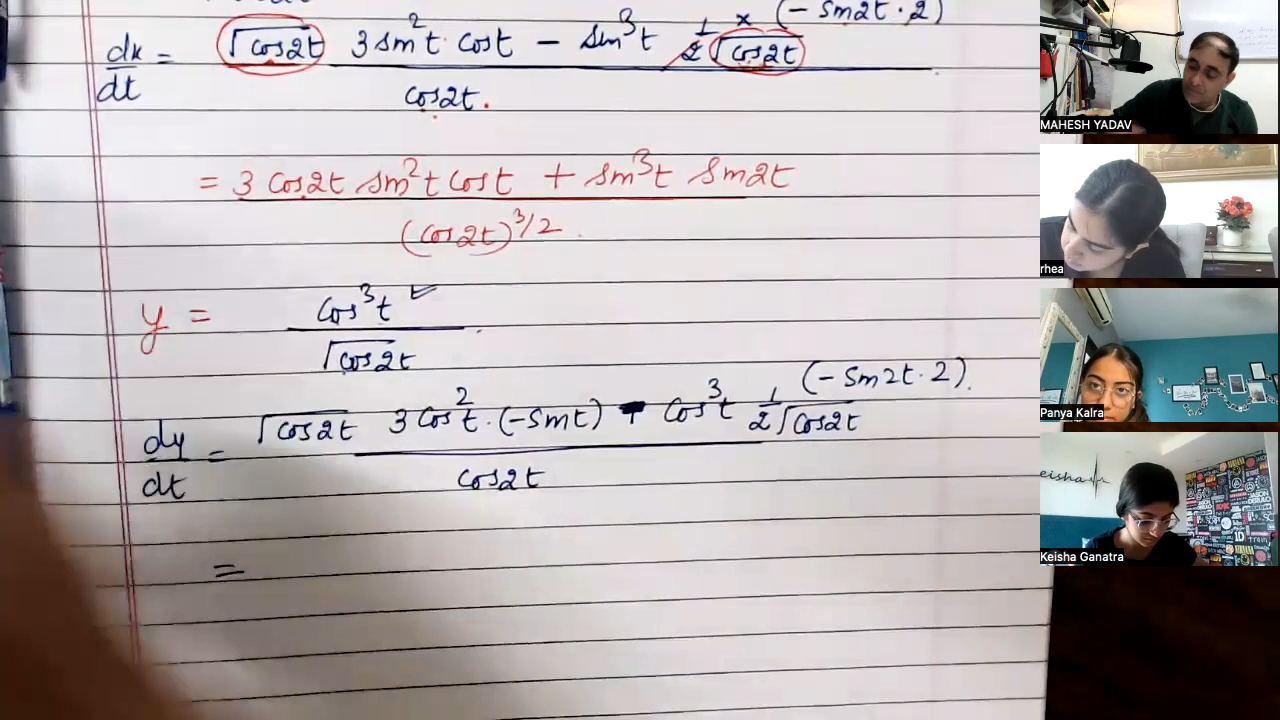 dx/dt = √cos2t 3sin²t cost − sin³t 1/2√cos2t × (−sin2t·2) / cos2t.
= 3 cos2t sin²t cost + sin³t sin2t / (cos2t)^3/2.
y = cos³t / √cos2t
dy/dt = √cos2t 3cos²t·(−sint) − cos³t 1/2√cos2t (−sin2t·2). / cos2t
=
MAHESH YADAV
rhea
Panya Kalra
eisha
Keisha Ganatra